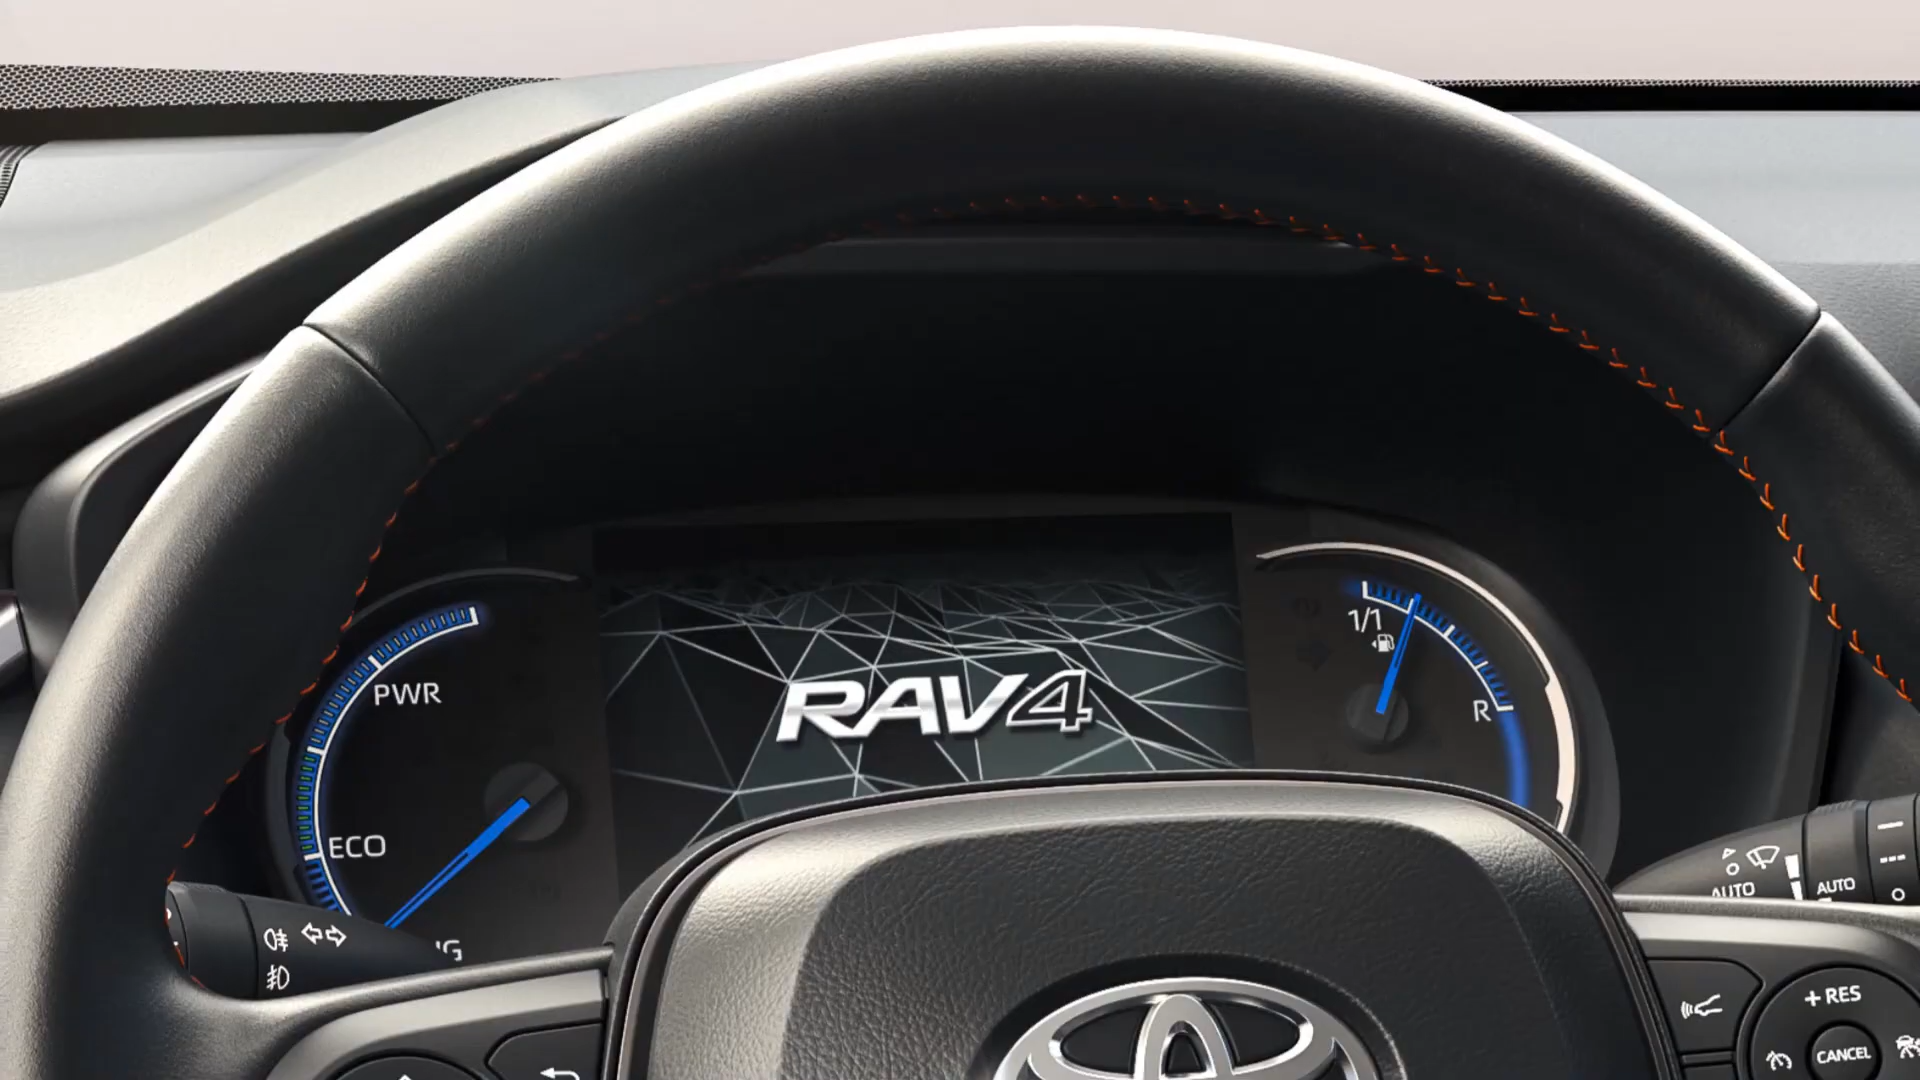 1/1
PWR
RAV4
R
ECO
AUTO
AUTO
+RES
CANCEL